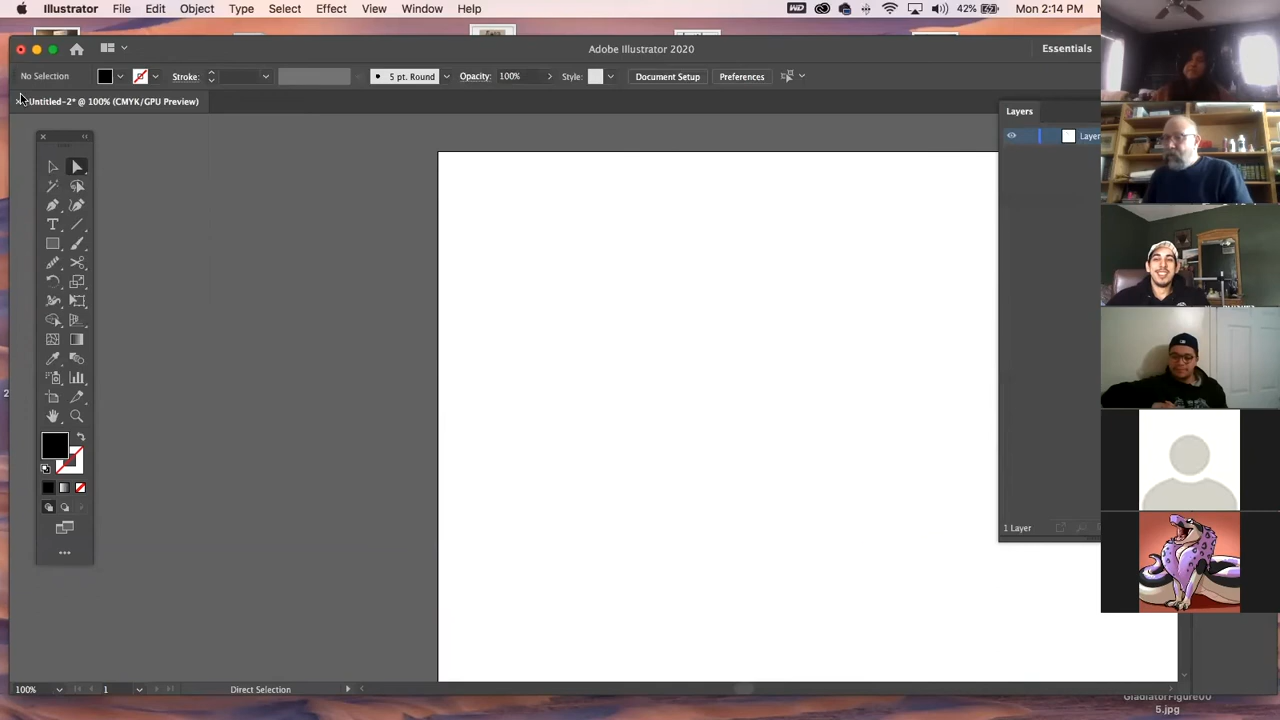 Illustrator File Edit Object Type Select Effect View Window Help
42% Mon 2:14 PM
Adobe Illustrator 2020
Essentials
No Selection Stroke: 5 pt. Round Opacity: 100% Style: Document Setup Preferences
Untitled-2* @ 100% (CMYK/GPU Preview)
Layers
Layer
1 Layer
100% 1 Direct Selection
GladiatorFigure00
5.jpg